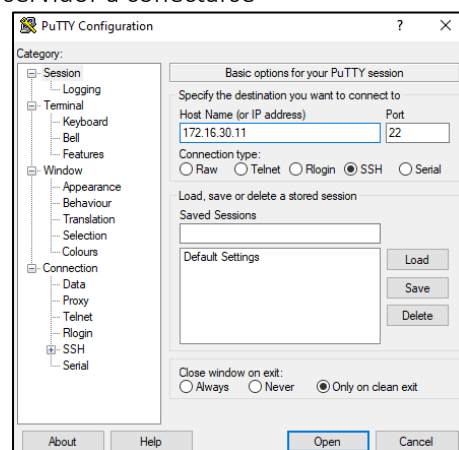 servidor a conectarse
PuTTY Configuration ? ×
Category:
Session
Logging
Terminal
Keyboard
Bell
Features
Window
Appearance
Behaviour
Translation
Selection
Colours
Connection
Data
Proxy
Telnet
Rlogin
SSH
Serial
Basic options for your PuTTY session
Specify the destination you want to connect to
Host Name (or IP address) Port
172.16.30.11 22
Connection type:
Raw Telnet Rlogin SSH Serial
Load, save or delete a stored session
Saved Sessions
Default Settings
Load
Save
Delete
Close window on exit:
Always Never Only on clean exit
About Help Open Cancel